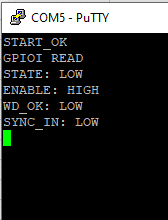 COM5 - PuTTY
START_OK
GPIOI READ
STATE: LOW
ENABLE: HIGH
WD_OK: LOW
SYNC_IN: LOW